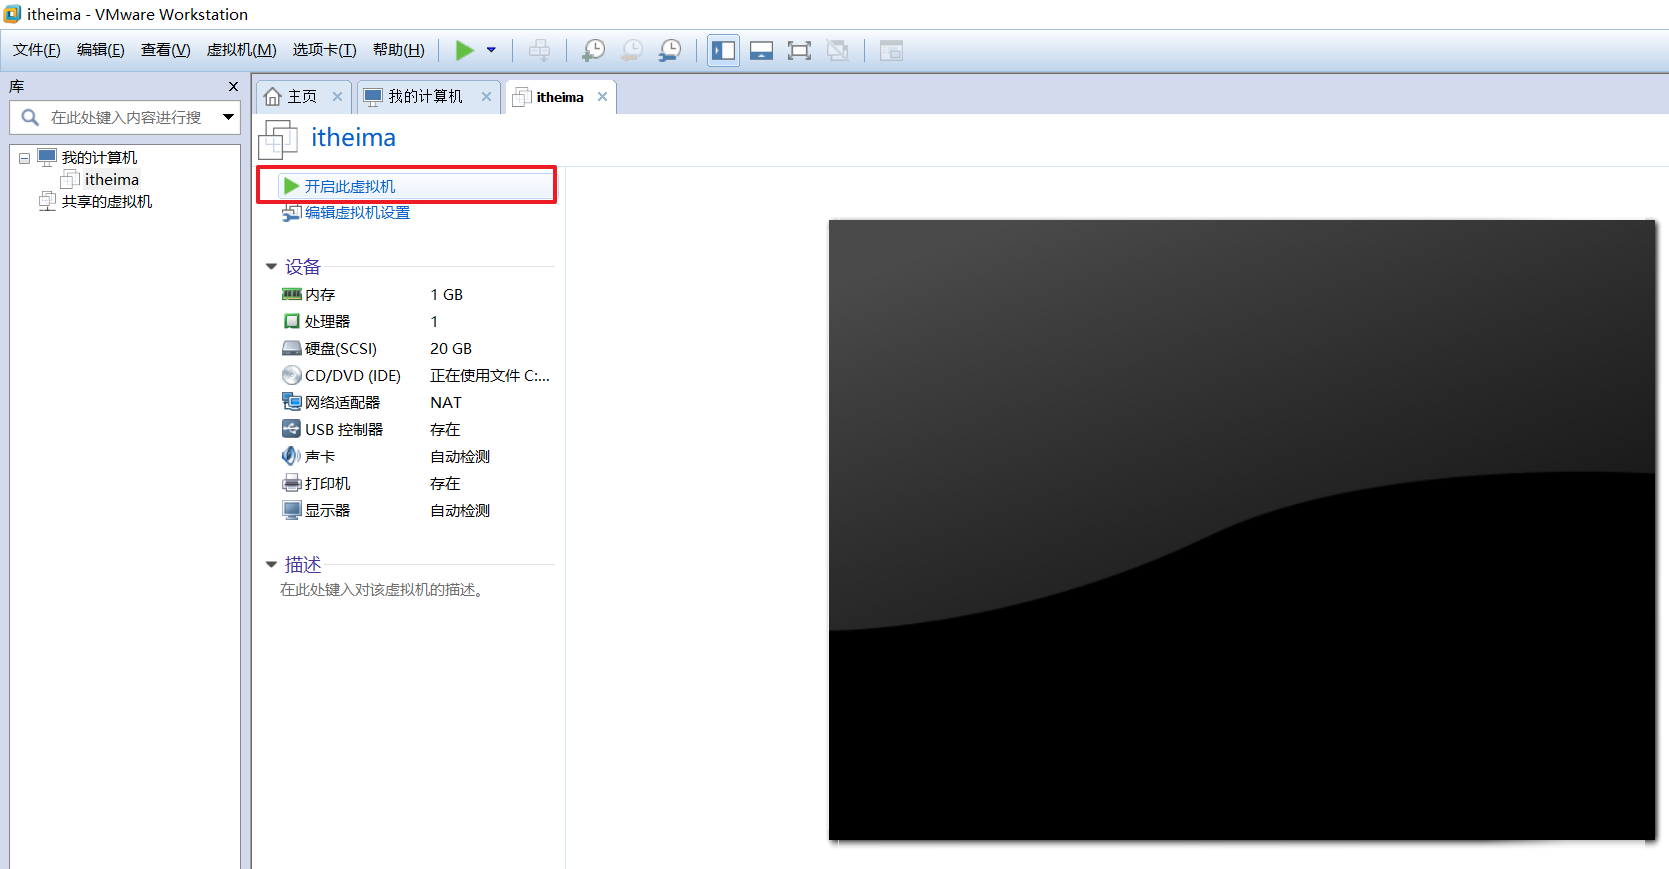 itheima - VMware Workstation
文件(F) 编辑(E) 查看(V) 虚拟机(M) 选项卡(T) 帮助(H)
库 x
在此处键入内容进行搜
我的计算机
itheima
共享的虚拟机
主页 我的计算机 itheima
itheima
开启此虚拟机
编辑虚拟机设置
设备
内存 1 GB
处理器 1
硬盘(SCSI) 20 GB
CD/DVD (IDE) 正在使用文件 C:...
网络适配器 NAT
USB 控制器 存在
声卡 自动检测
打印机 存在
显示器 自动检测
描述
在此处键入对该虚拟机的描述。